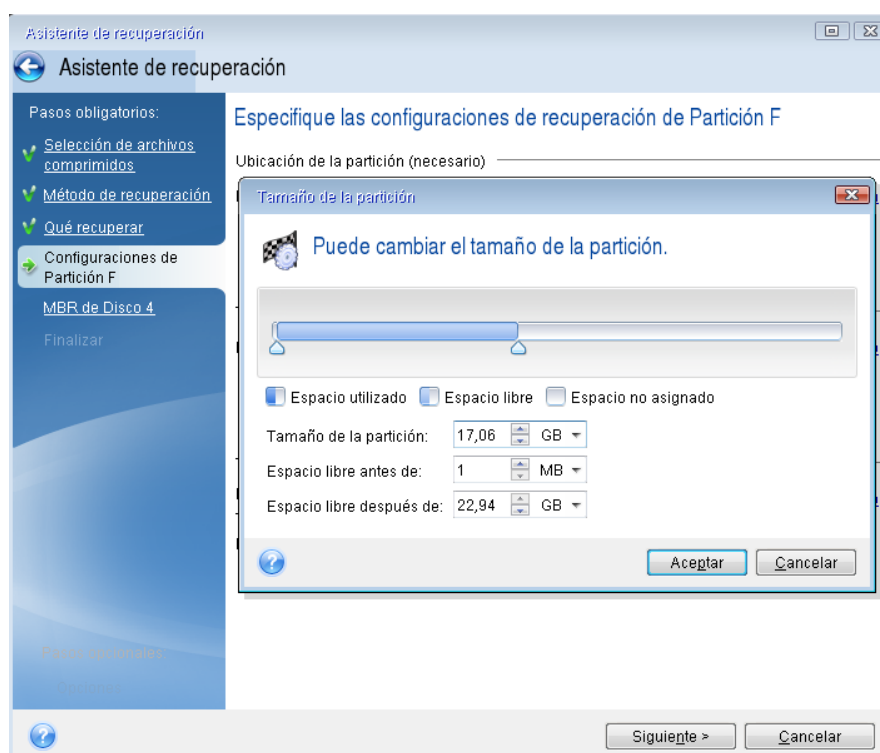 Asistente de recuperación
Asistente de recuperación
Pasos obligatorios:
Selección de archivos
comprimidos
Método de recuperación
Qué recuperar
Configuraciones de
Partición F
MBR de Disco 4
Finalizar
Pasos opcionales:
Especifique las configuraciones de recuperación de Partición F
Ubicación de la partición (necesario)
Tamaño de la partición
Puede cambiar el tamaño de la partición.
Espacio utilizado Espacio libre Espacio no asignado
Tamaño de la partición: 17,06 GB
Espacio libre antes de: 1 MB
Espacio libre después de: 22,94 GB
Aceptar Cancelar
Siguiente > Cancelar